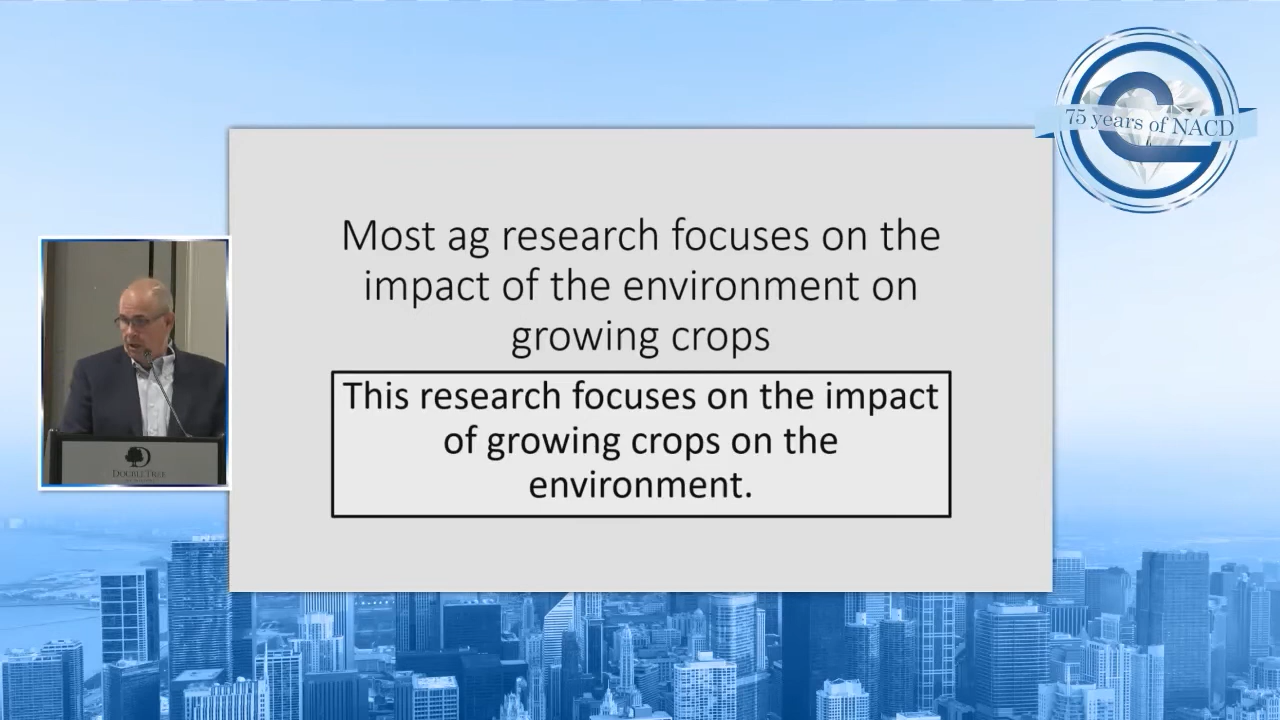 75 years of NACD
Most ag research focuses on the
impact of the environment on
growing crops
This research focuses on the impact
of growing crops on the
environment.
DOUBLETREE